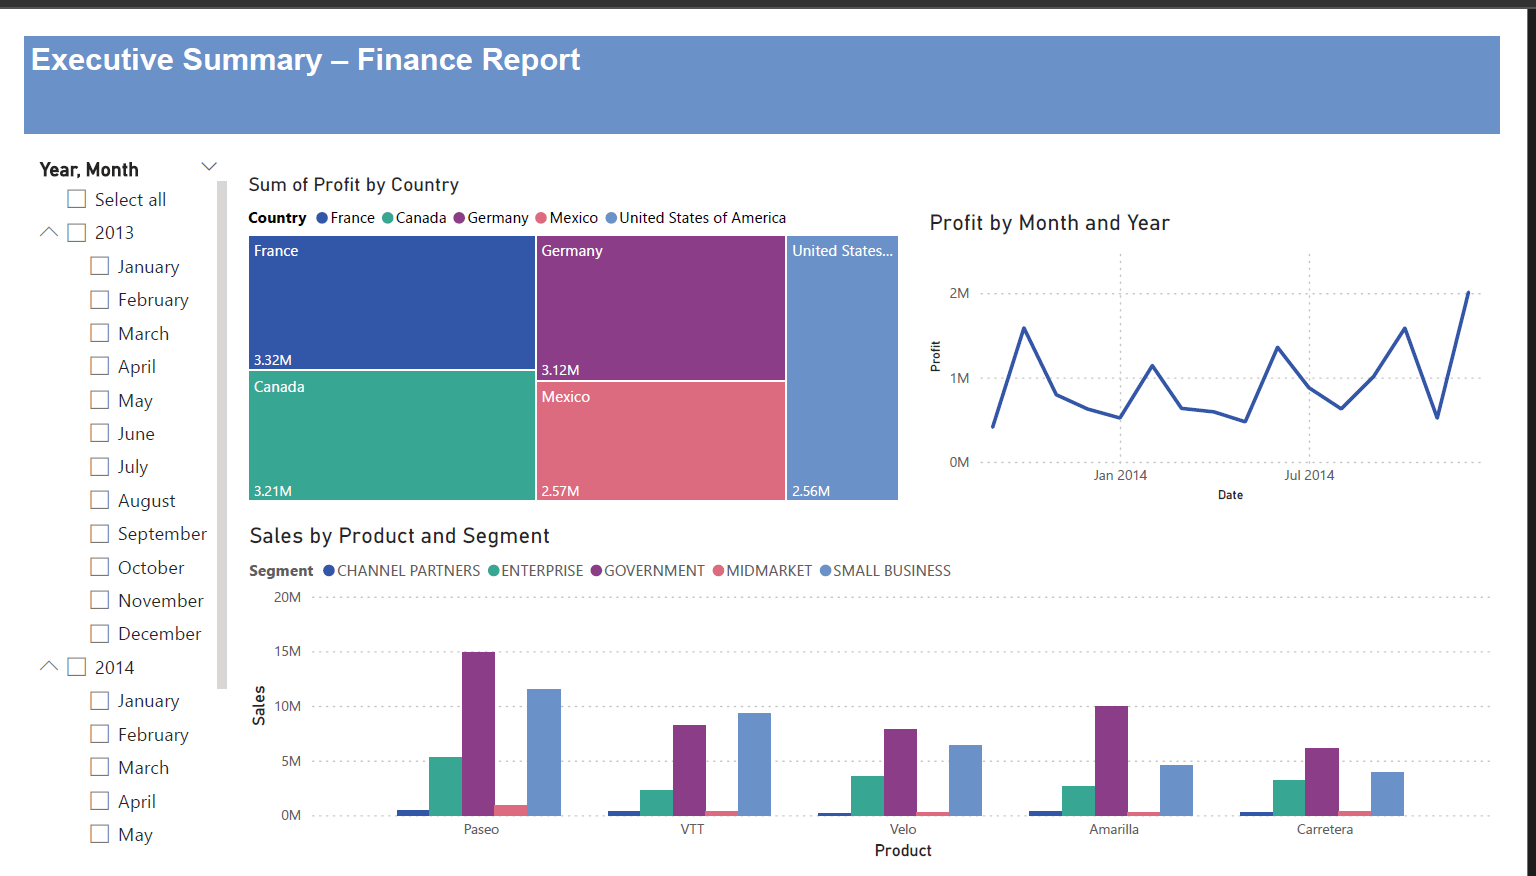 Executive Summary – Finance Report
Year, Month
Select all
2013
January
February
March
April
May
June
July
August
September
October
November
December
2014
January
February
March
April
May
Sum of Profit by Country
Country France Canada Germany Mexico United States of America
France
3.32M
Canada
3.21M
Germany
3.12M
Mexico
2.57M
United States...
2.56M
Profit by Month and Year
Profit
2M
1M
0M
Jan 2014 Jul 2014
Date
Sales by Product and Segment
Segment CHANNEL PARTNERS ENTERPRISE GOVERNMENT MIDMARKET SMALL BUSINESS
Sales
20M
15M
10M
5M
0M
Paseo VTT Velo Amarilla Carretera
Product